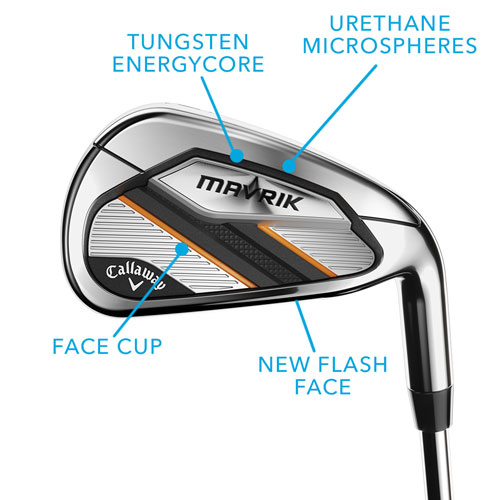 URETHANE
MICROSPHERES
TUNGSTEN
ENERGYCORE
MAVRIK
Callaway
FACE CUP
NEW FLASH
FACE